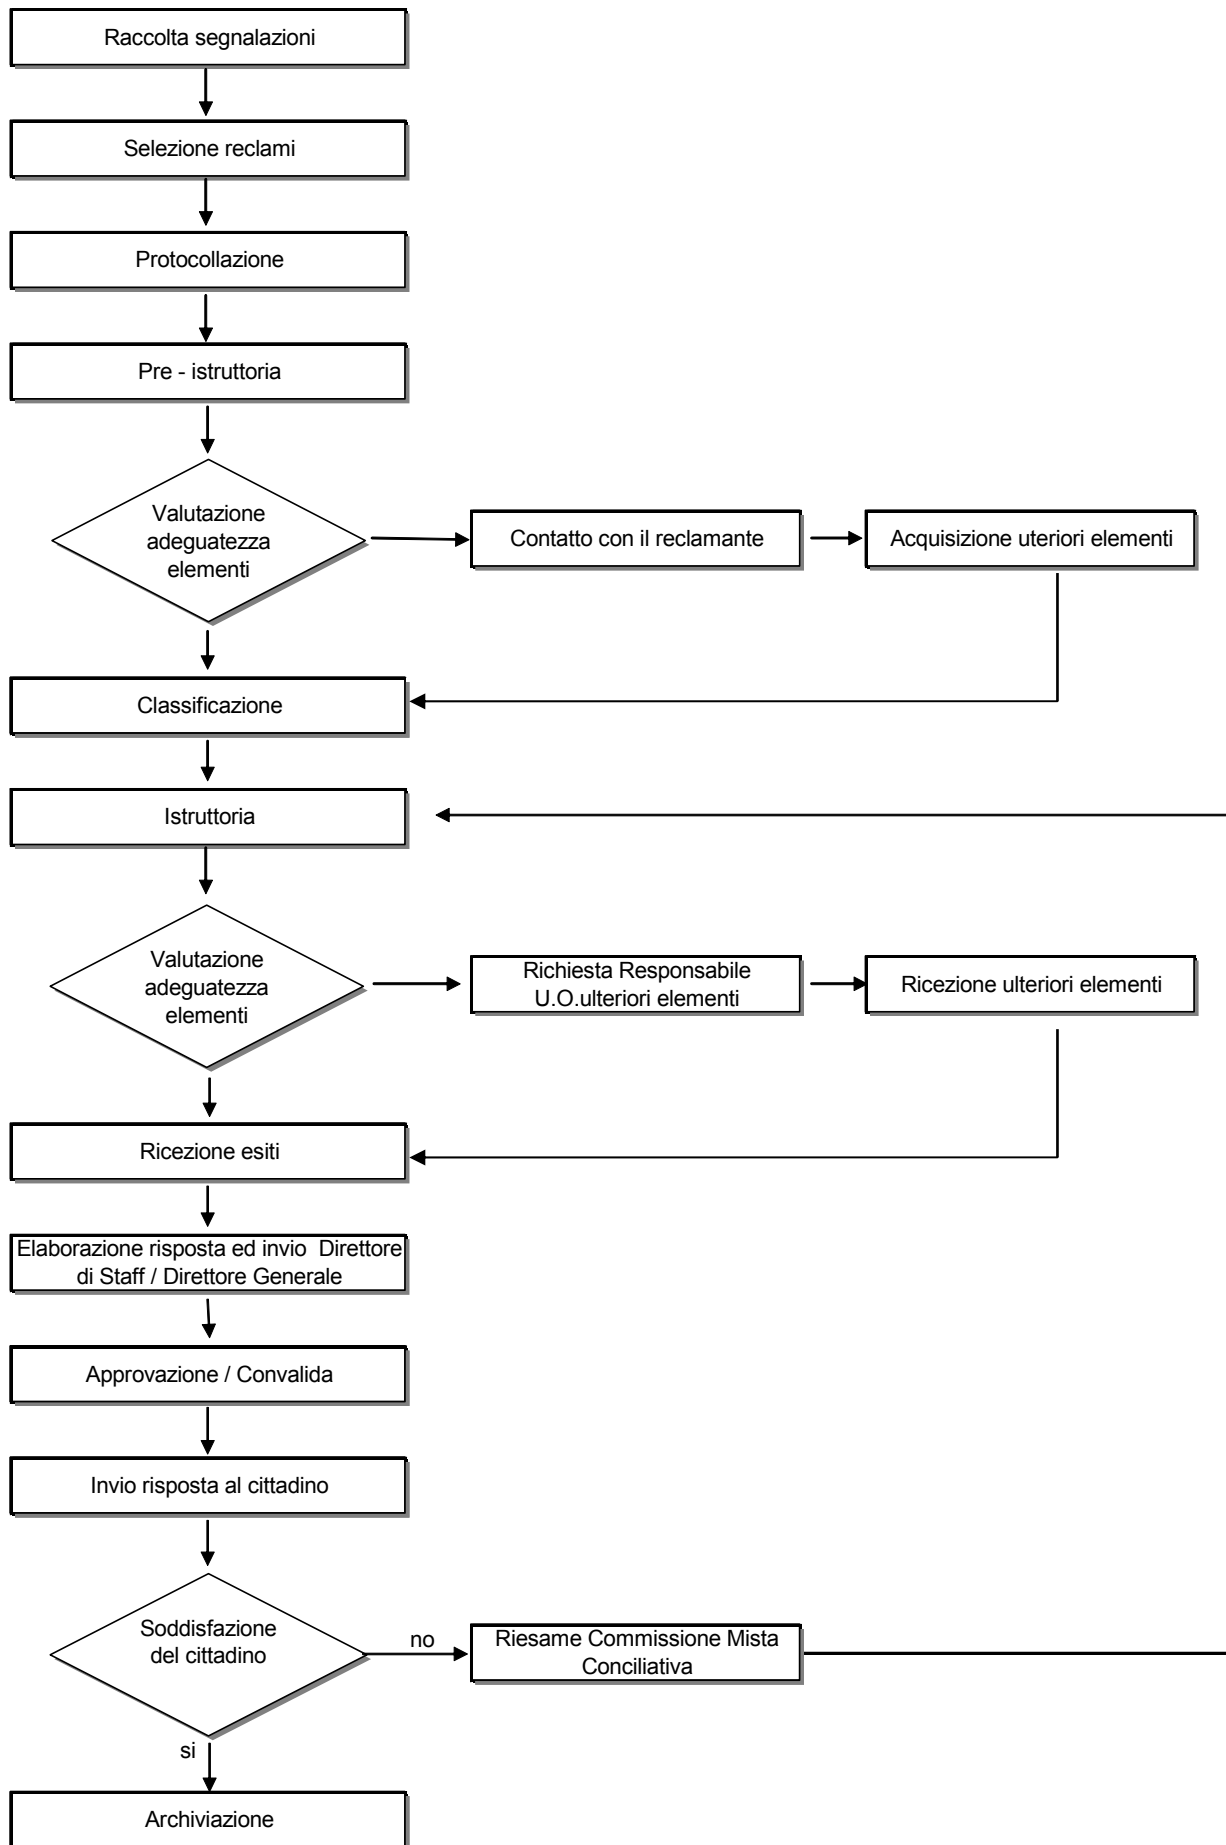 Raccolta segnalazioni
Selezione reclami
Protocollazione
Pre - istruttoria
Valutazione
adeguatezza
elementi
Contatto con il reclamante
Acquisizione uteriori elementi
Classificazione
Istruttoria
Valutazione
adeguatezza
elementi
Richiesta Responsabile
U.O.ulteriori elementi
Ricezione ulteriori elementi
Ricezione esiti
Elaborazione risposta ed invio  Direttore
di Staff / Direttore Generale
Approvazione / Convalida
Invio risposta al cittadino
Soddisfazione
del cittadino
no
Riesame Commissione Mista
Conciliativa
si
Archiviazione